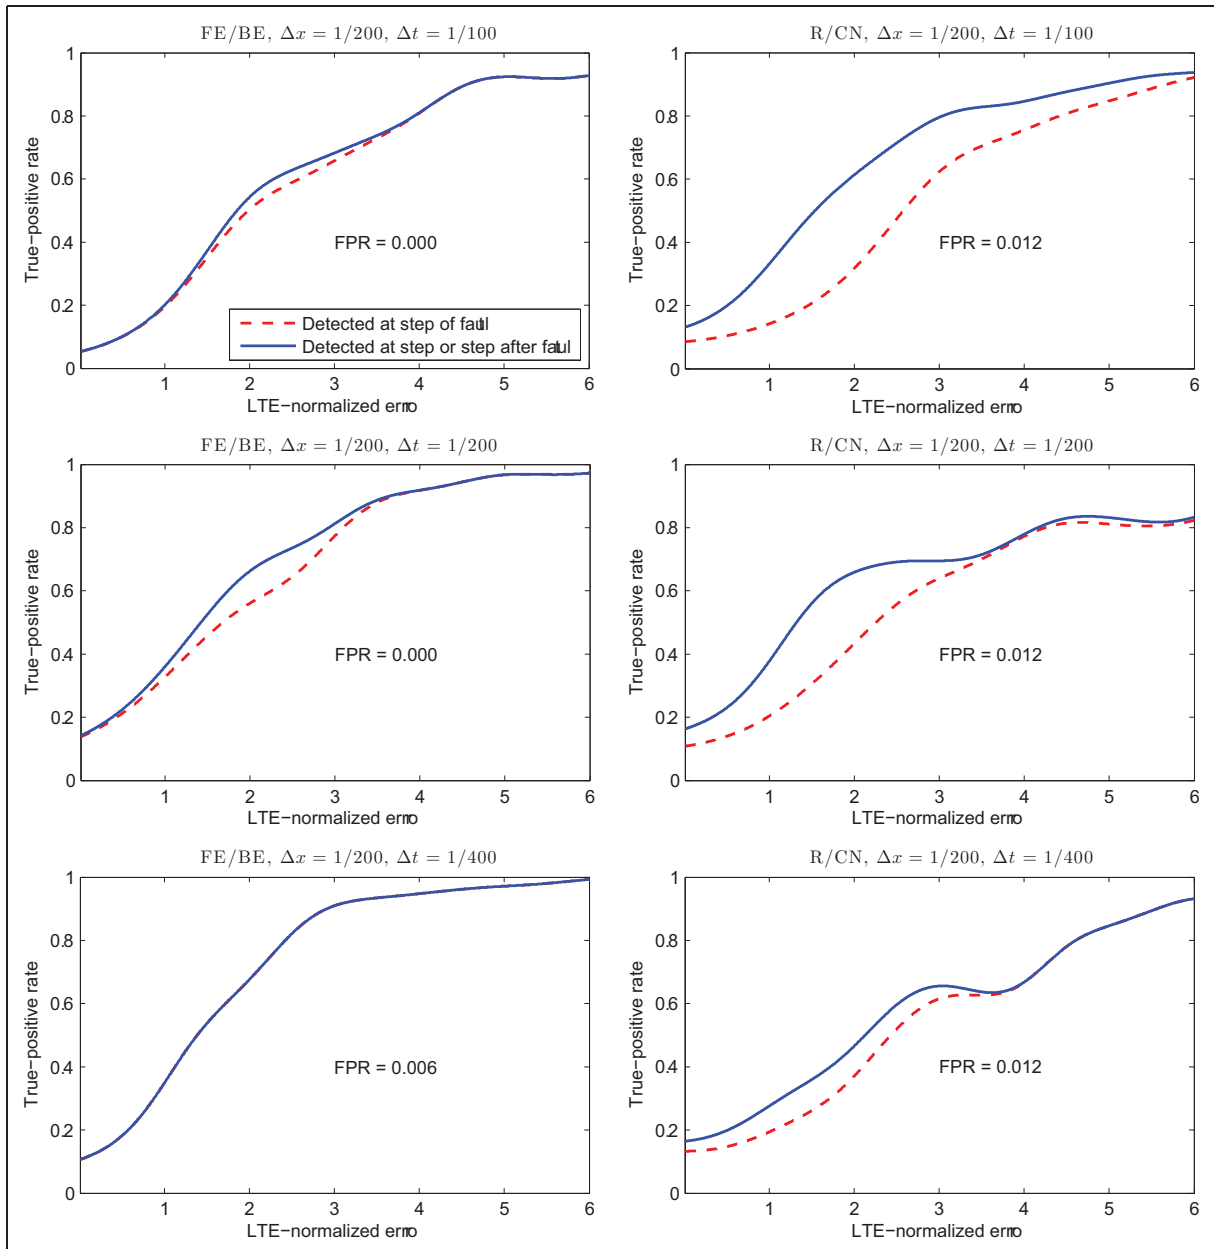 FE/BE, Δx = 1/200, Δt = 1/100
1
0.8
0.6
0.4
0.2
0
True−positive rate
FPR = 0.000
Detected at step of fault
Detected at step or step after fault
1 2 3 4 5 6
LTE−normalized error
R/CN, Δx = 1/200, Δt = 1/100
1
0.8
0.6
0.4
0.2
0
True−positive rate
FPR = 0.012
1 2 3 4 5 6
LTE−normalized error
FE/BE, Δx = 1/200, Δt = 1/200
1
0.8
0.6
0.4
0.2
0
True−positive rate
FPR = 0.000
1 2 3 4 5 6
LTE−normalized error
R/CN, Δx = 1/200, Δt = 1/200
1
0.8
0.6
0.4
0.2
0
True−positive rate
FPR = 0.012
1 2 3 4 5 6
LTE−normalized error
FE/BE, Δx = 1/200, Δt = 1/400
1
0.8
0.6
0.4
0.2
0
True−positive rate
FPR = 0.006
1 2 3 4 5 6
LTE−normalized error
R/CN, Δx = 1/200, Δt = 1/400
1
0.8
0.6
0.4
0.2
0
True−positive rate
FPR = 0.012
1 2 3 4 5 6
LTE−normalized error